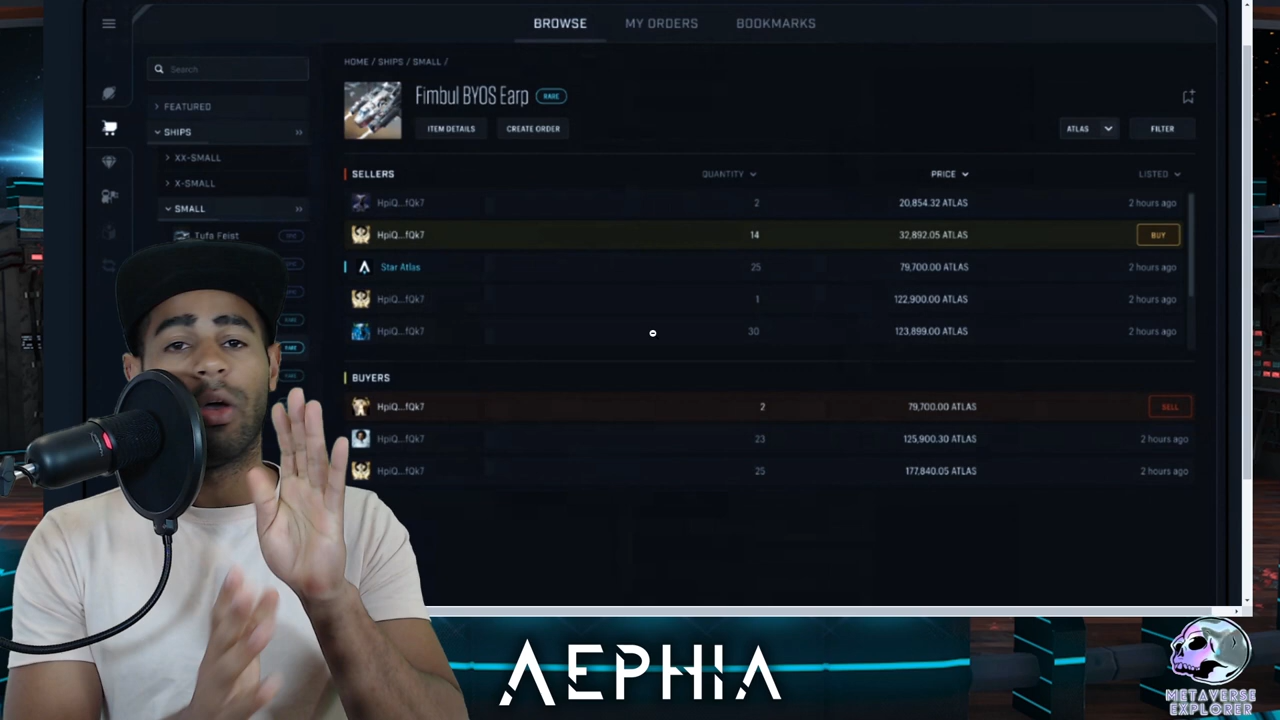 BROWSE MY ORDERS BOOKMARKS
HOME / SHIPS / SMALL /
Search
Fimbul BYOS Earp RARE
FEATURED
ITEM DETAILS CREATE ORDER ATLAS FILTER
SHIPS
XX-SMALL
X-SMALL
SMALL
Tufa Feist EPIC
RARE
SELLERS QUANTITY PRICE LISTED
HpiQ...fQk7 2 20,854.32 ATLAS 2 hours ago
HpiQ...fQk7 14 32,892.05 ATLAS BUY
Star Atlas 25 79,700.00 ATLAS 2 hours ago
HpiQ...fQk7 1 122,900.00 ATLAS 2 hours ago
HpiQ...fQk7 30 123,899.00 ATLAS 2 hours ago
BUYERS
HpiQ...fQk7 2 79,700.00 ATLAS SELL
HpiQ...fQk7 23 125,900.30 ATLAS 2 hours ago
HpiQ...fQk7 25 177,840.05 ATLAS 2 hours ago
AEPHIA
METAVERSE
EXPLORER